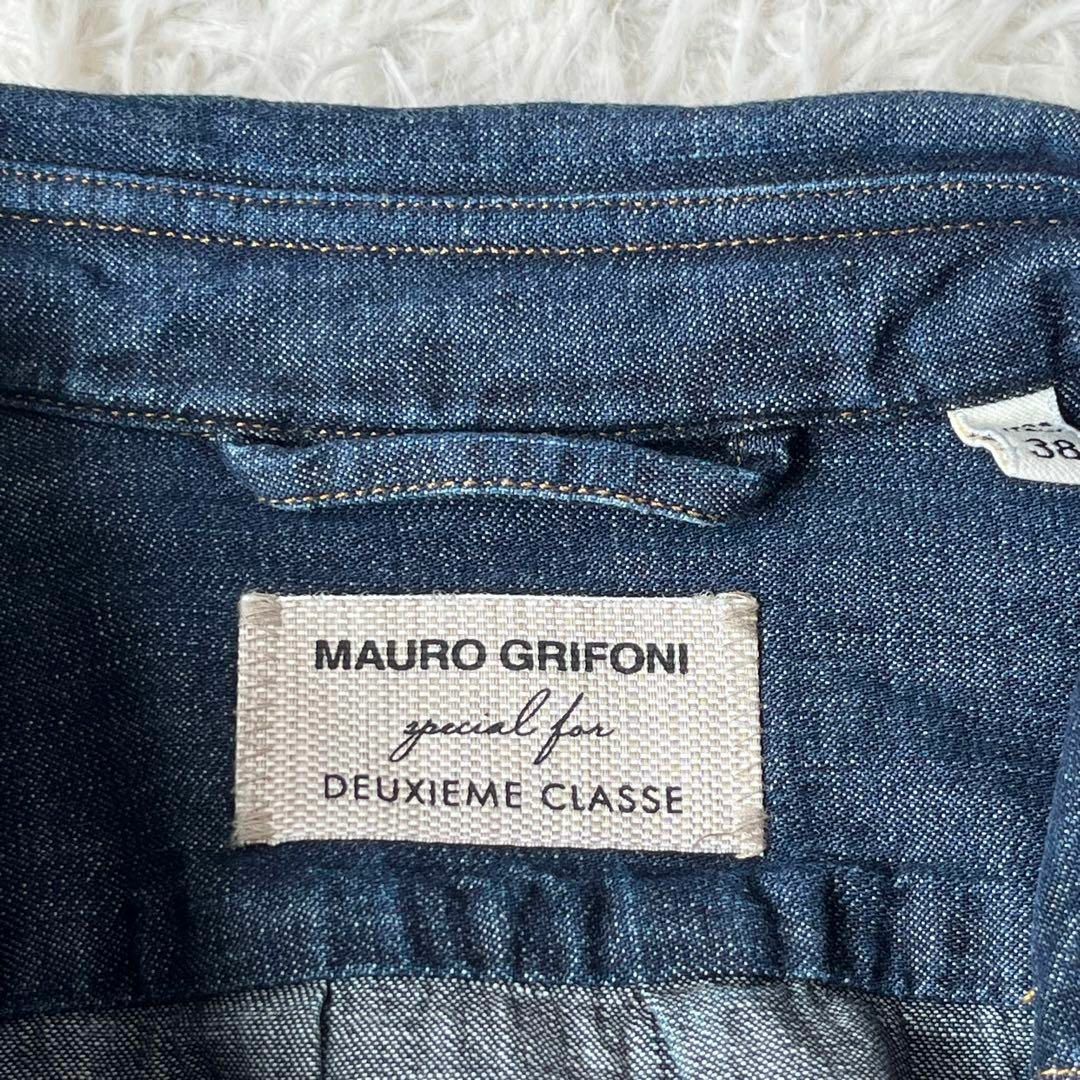 MAURO GRIFONI
special for
DEUXIEME CLASSE
38